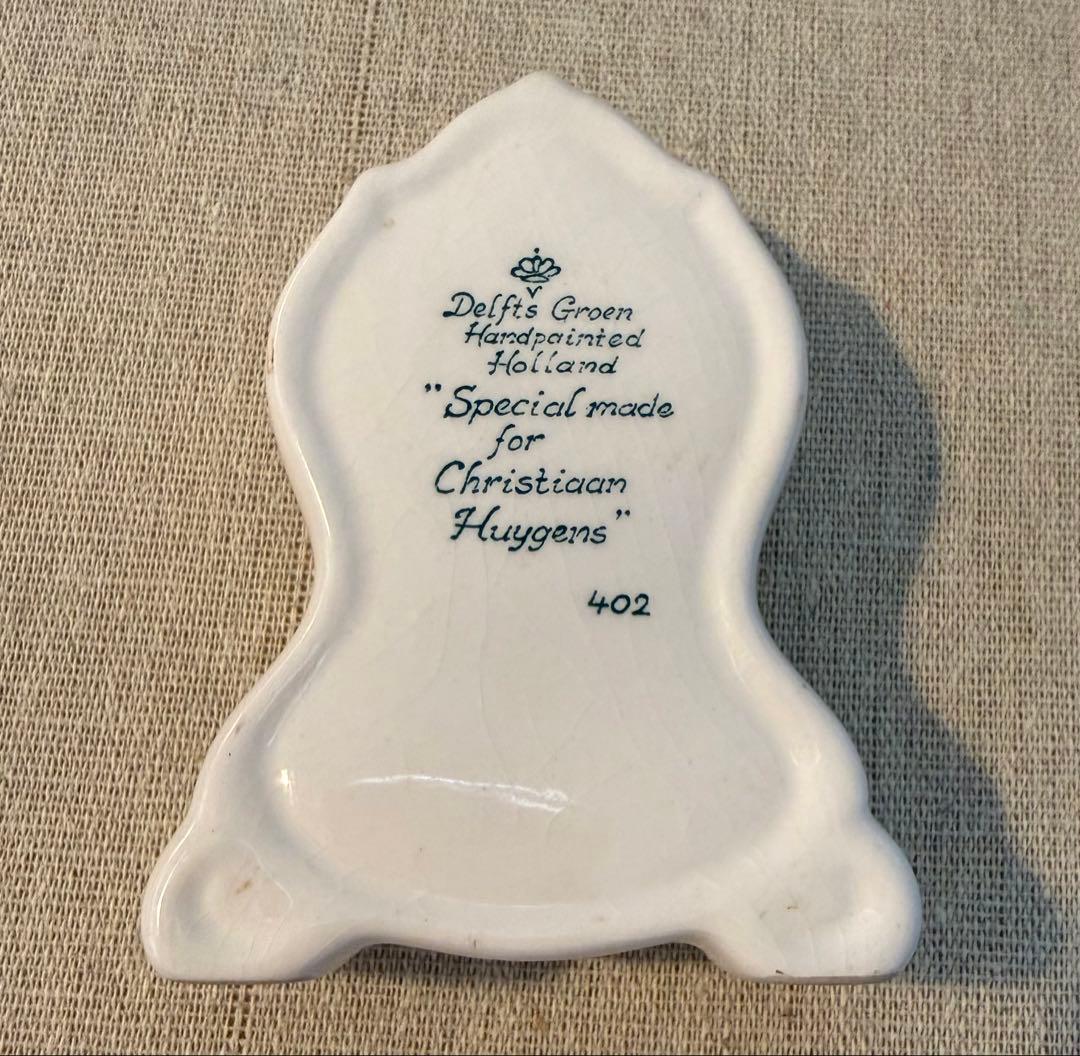 Delfts Groen
Handpainted
Holland
"Special made
for
Christiaan
Huygens"
402